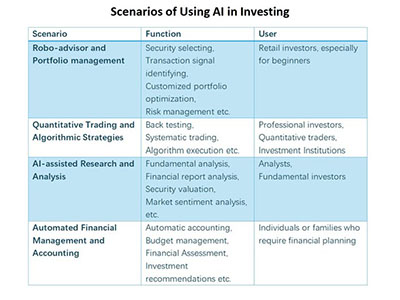 Scenarios of Using AI in Investing
Scenario Function User
Robo-advisor and Security selecting, Retail investors, especially
Portfolio management Transaction signal for beginners
identifying,
Customized portfolio
optimization,
Risk management etc.
Quantitative Trading and Back testing, Professional investors,
Algorithmic Strategies Systematic trading, Quantitative traders,
Algorithm execution etc. Investment Institutions
AI-assisted Research and Fundamental analysis, Analysts,
Analysis Financial report analysis, Fundamental investors
Security valuation,
Market sentiment analysis,
etc.
Automated Financial Automatic accounting, Individuals or families who
Management and Budget management, require financial planning
Accounting Financial Assessment,
Investment
recommendations etc.